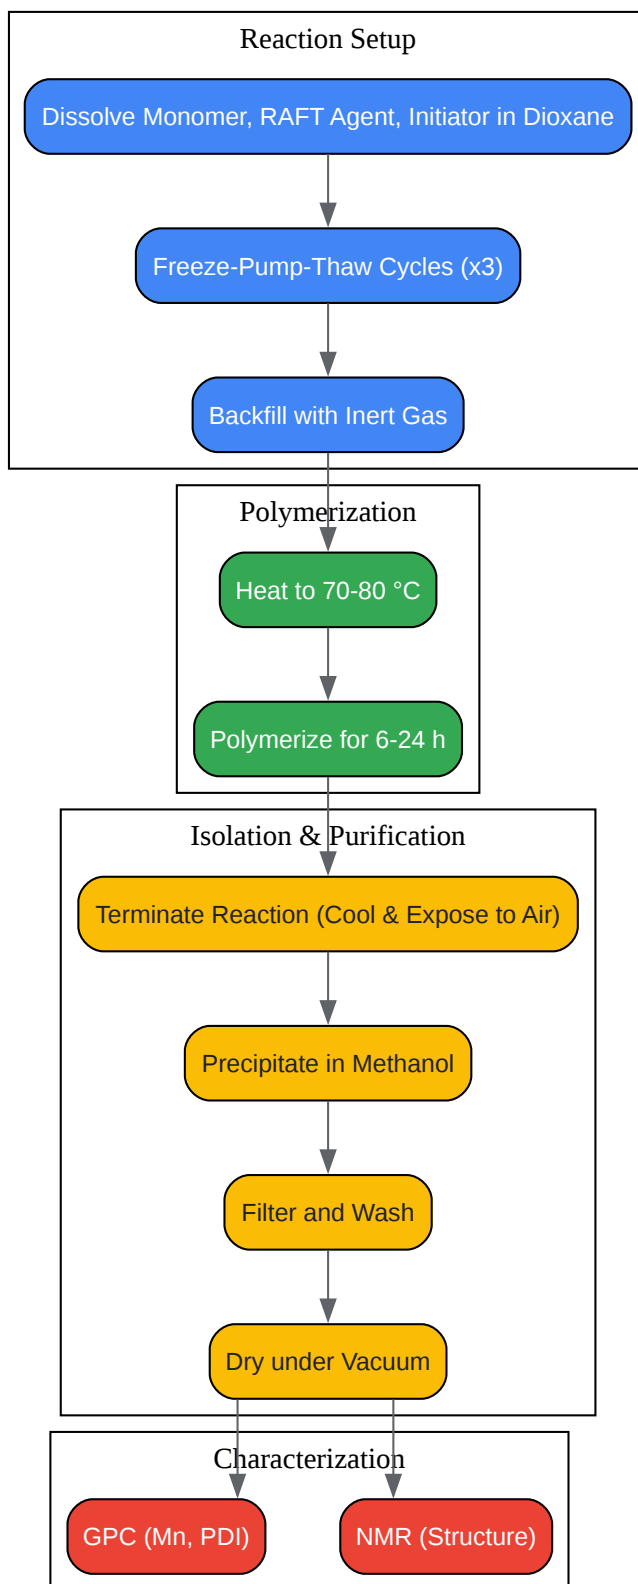 Reaction Setup
Dissolve Monomer, RAFT Agent, Initiator in Dioxane
Freeze-Pump-Thaw Cycles (x3)
Backfill with Inert Gas
Polymerization
Heat to 70-80 °C
Polymerize for 6-24 h
Isolation & Purification
Terminate Reaction (Cool & Expose to Air)
Precipitate in Methanol
Filter and Wash
Dry under Vacuum
Characterization
GPC (Mn, PDI)
NMR (Structure)